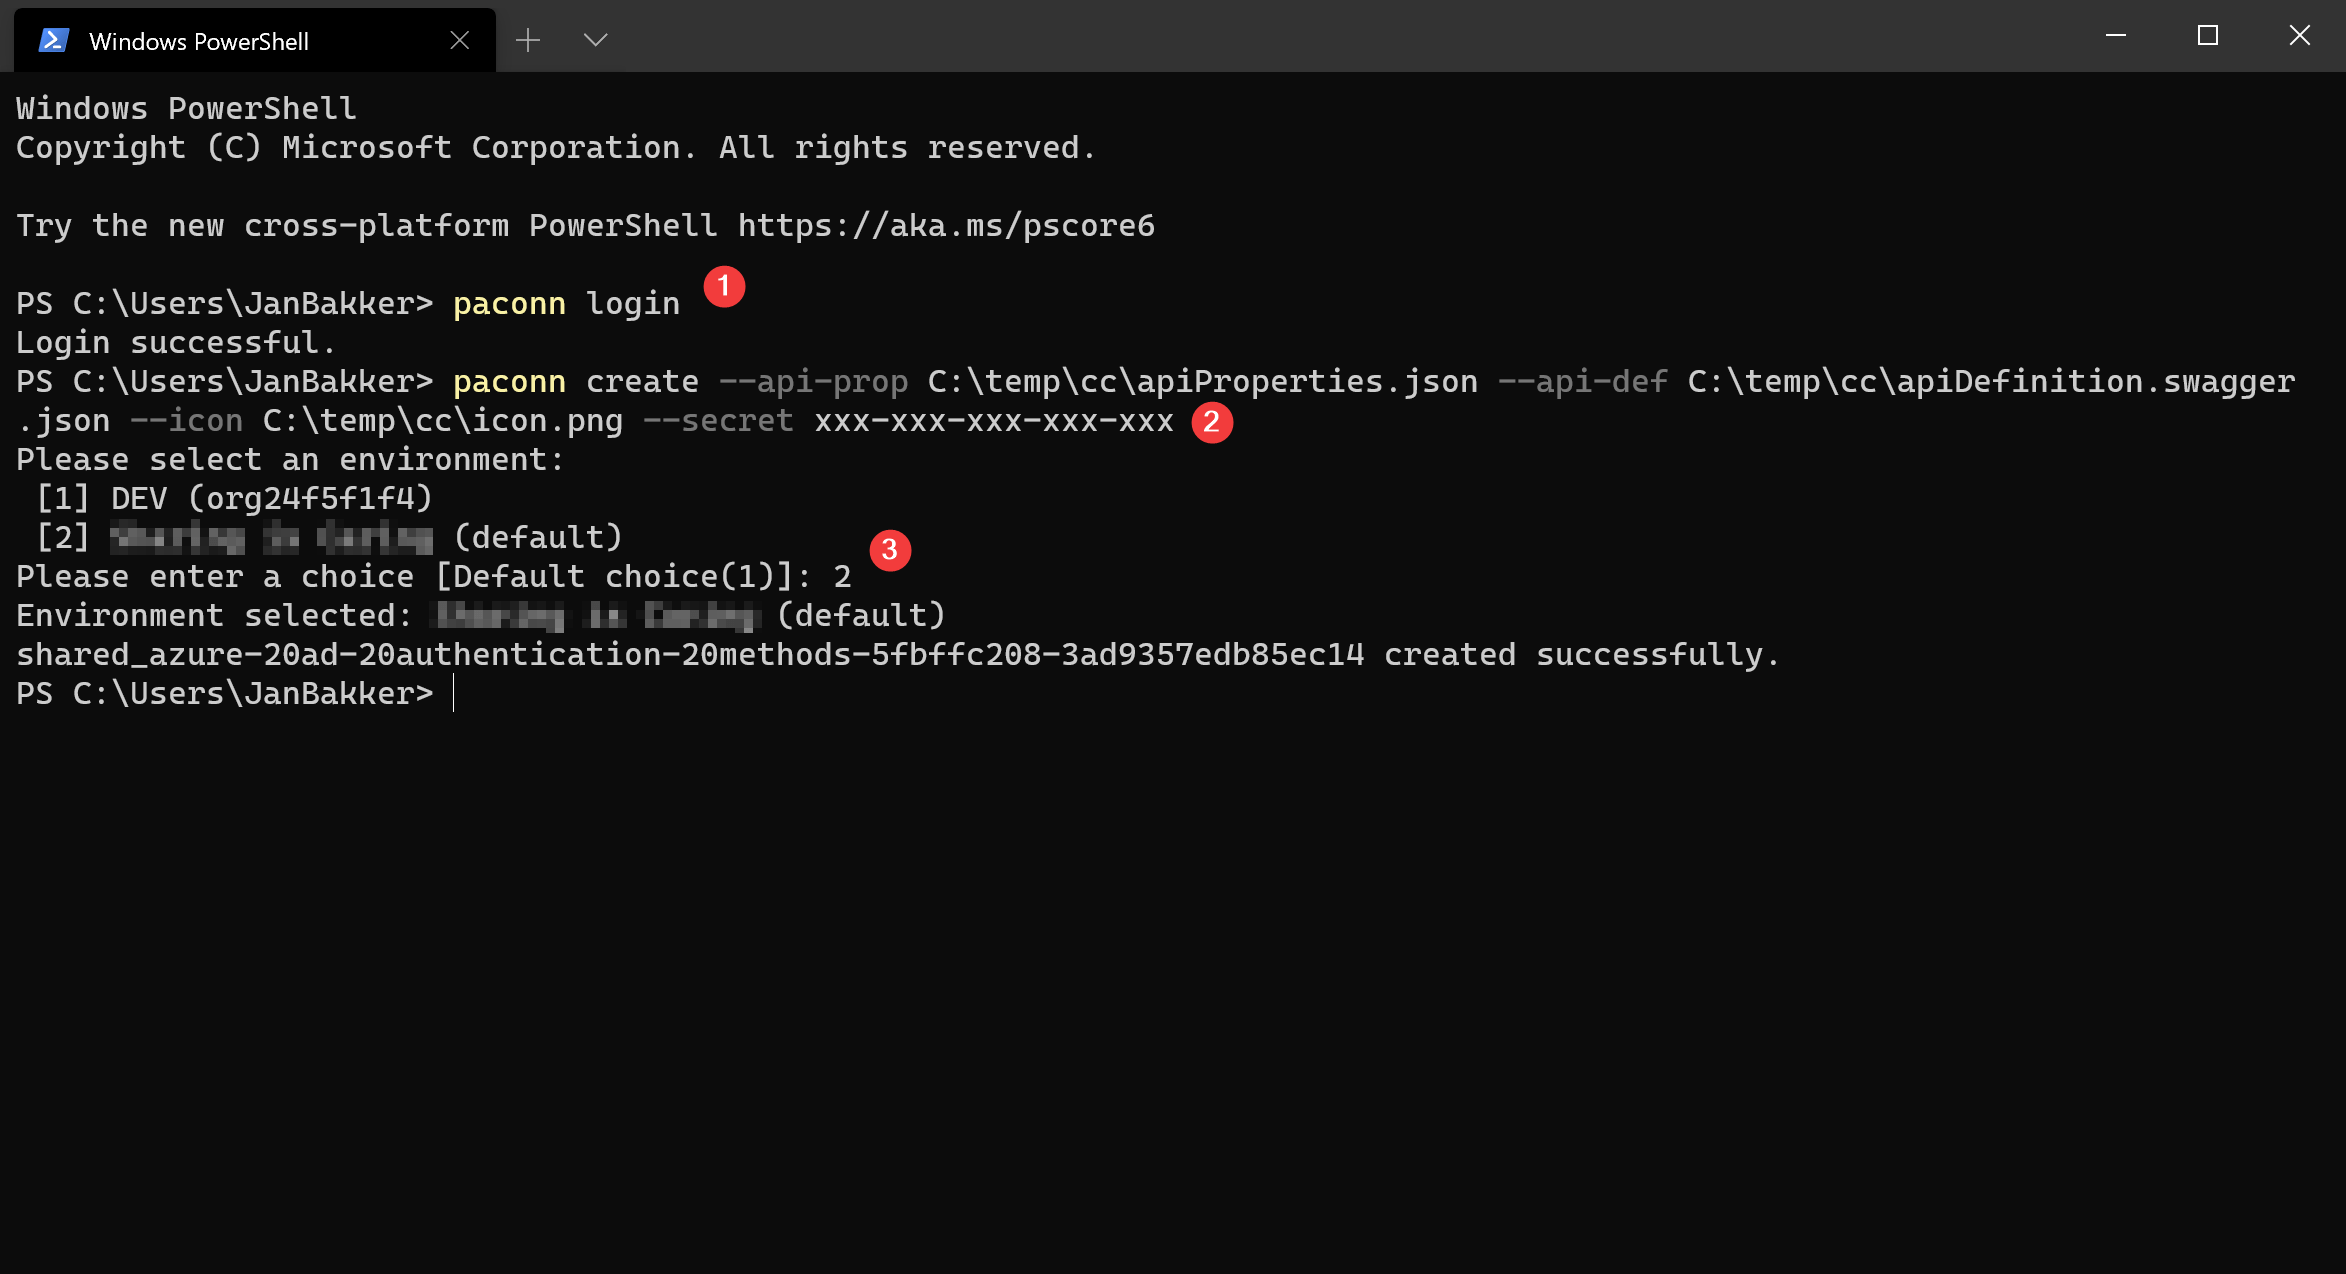 Windows PowerShell
Windows PowerShell
Copyright (C) Microsoft Corporation. All rights reserved.
Try the new cross-platform PowerShell https://aka.ms/pscore6
PS C:\Users\JanBakker> paconn login 1
Login successful.
PS C:\Users\JanBakker> paconn create --api-prop C:\temp\cc\apiProperties.json --api-def C:\temp\cc\apiDefinition.swagger
.json --icon C:\temp\cc\icon.png --secret xxx-xxx-xxx-xxx-xxx 2
Please select an environment:
[1] DEV (org24f5f1f4)
[2] (default)
Please enter a choice [Default choice(1)]: 2 3
Environment selected: (default)
shared_azure-20ad-20authentication-20methods-5fbffc208-3ad9357edb85ec14 created successfully.
PS C:\Users\JanBakker>